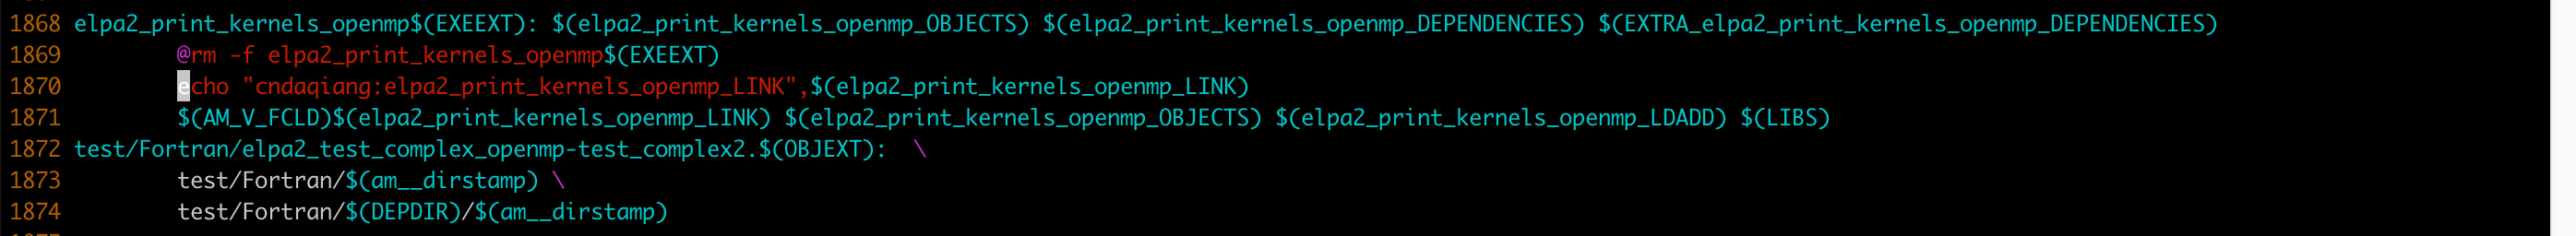 1868 elpa2_print_kernels_openmp$(EXEEXT): $(elpa2_print_kernels_openmp_OBJECTS) $(elpa2_print_kernels_openmp_DEPENDENCIES) $(EXTRA_elpa2_print_kernels_openmp_DEPENDENCIES)
1869 @rm -f elpa2_print_kernels_openmp$(EXEEXT)
1870 echo "cndaqiang:elpa2_print_kernels_openmp_LINK",$(elpa2_print_kernels_openmp_LINK)
1871 $(AM_V_FCLD)$(elpa2_print_kernels_openmp_LINK) $(elpa2_print_kernels_openmp_OBJECTS) $(elpa2_print_kernels_openmp_LDADD) $(LIBS)
1872 test/Fortran/elpa2_test_complex_openmp-test_complex2.$(OBJEXT):  \
1873 test/Fortran/$(am__dirstamp) \
1874 test/Fortran/$(DEPDIR)/$(am__dirstamp)